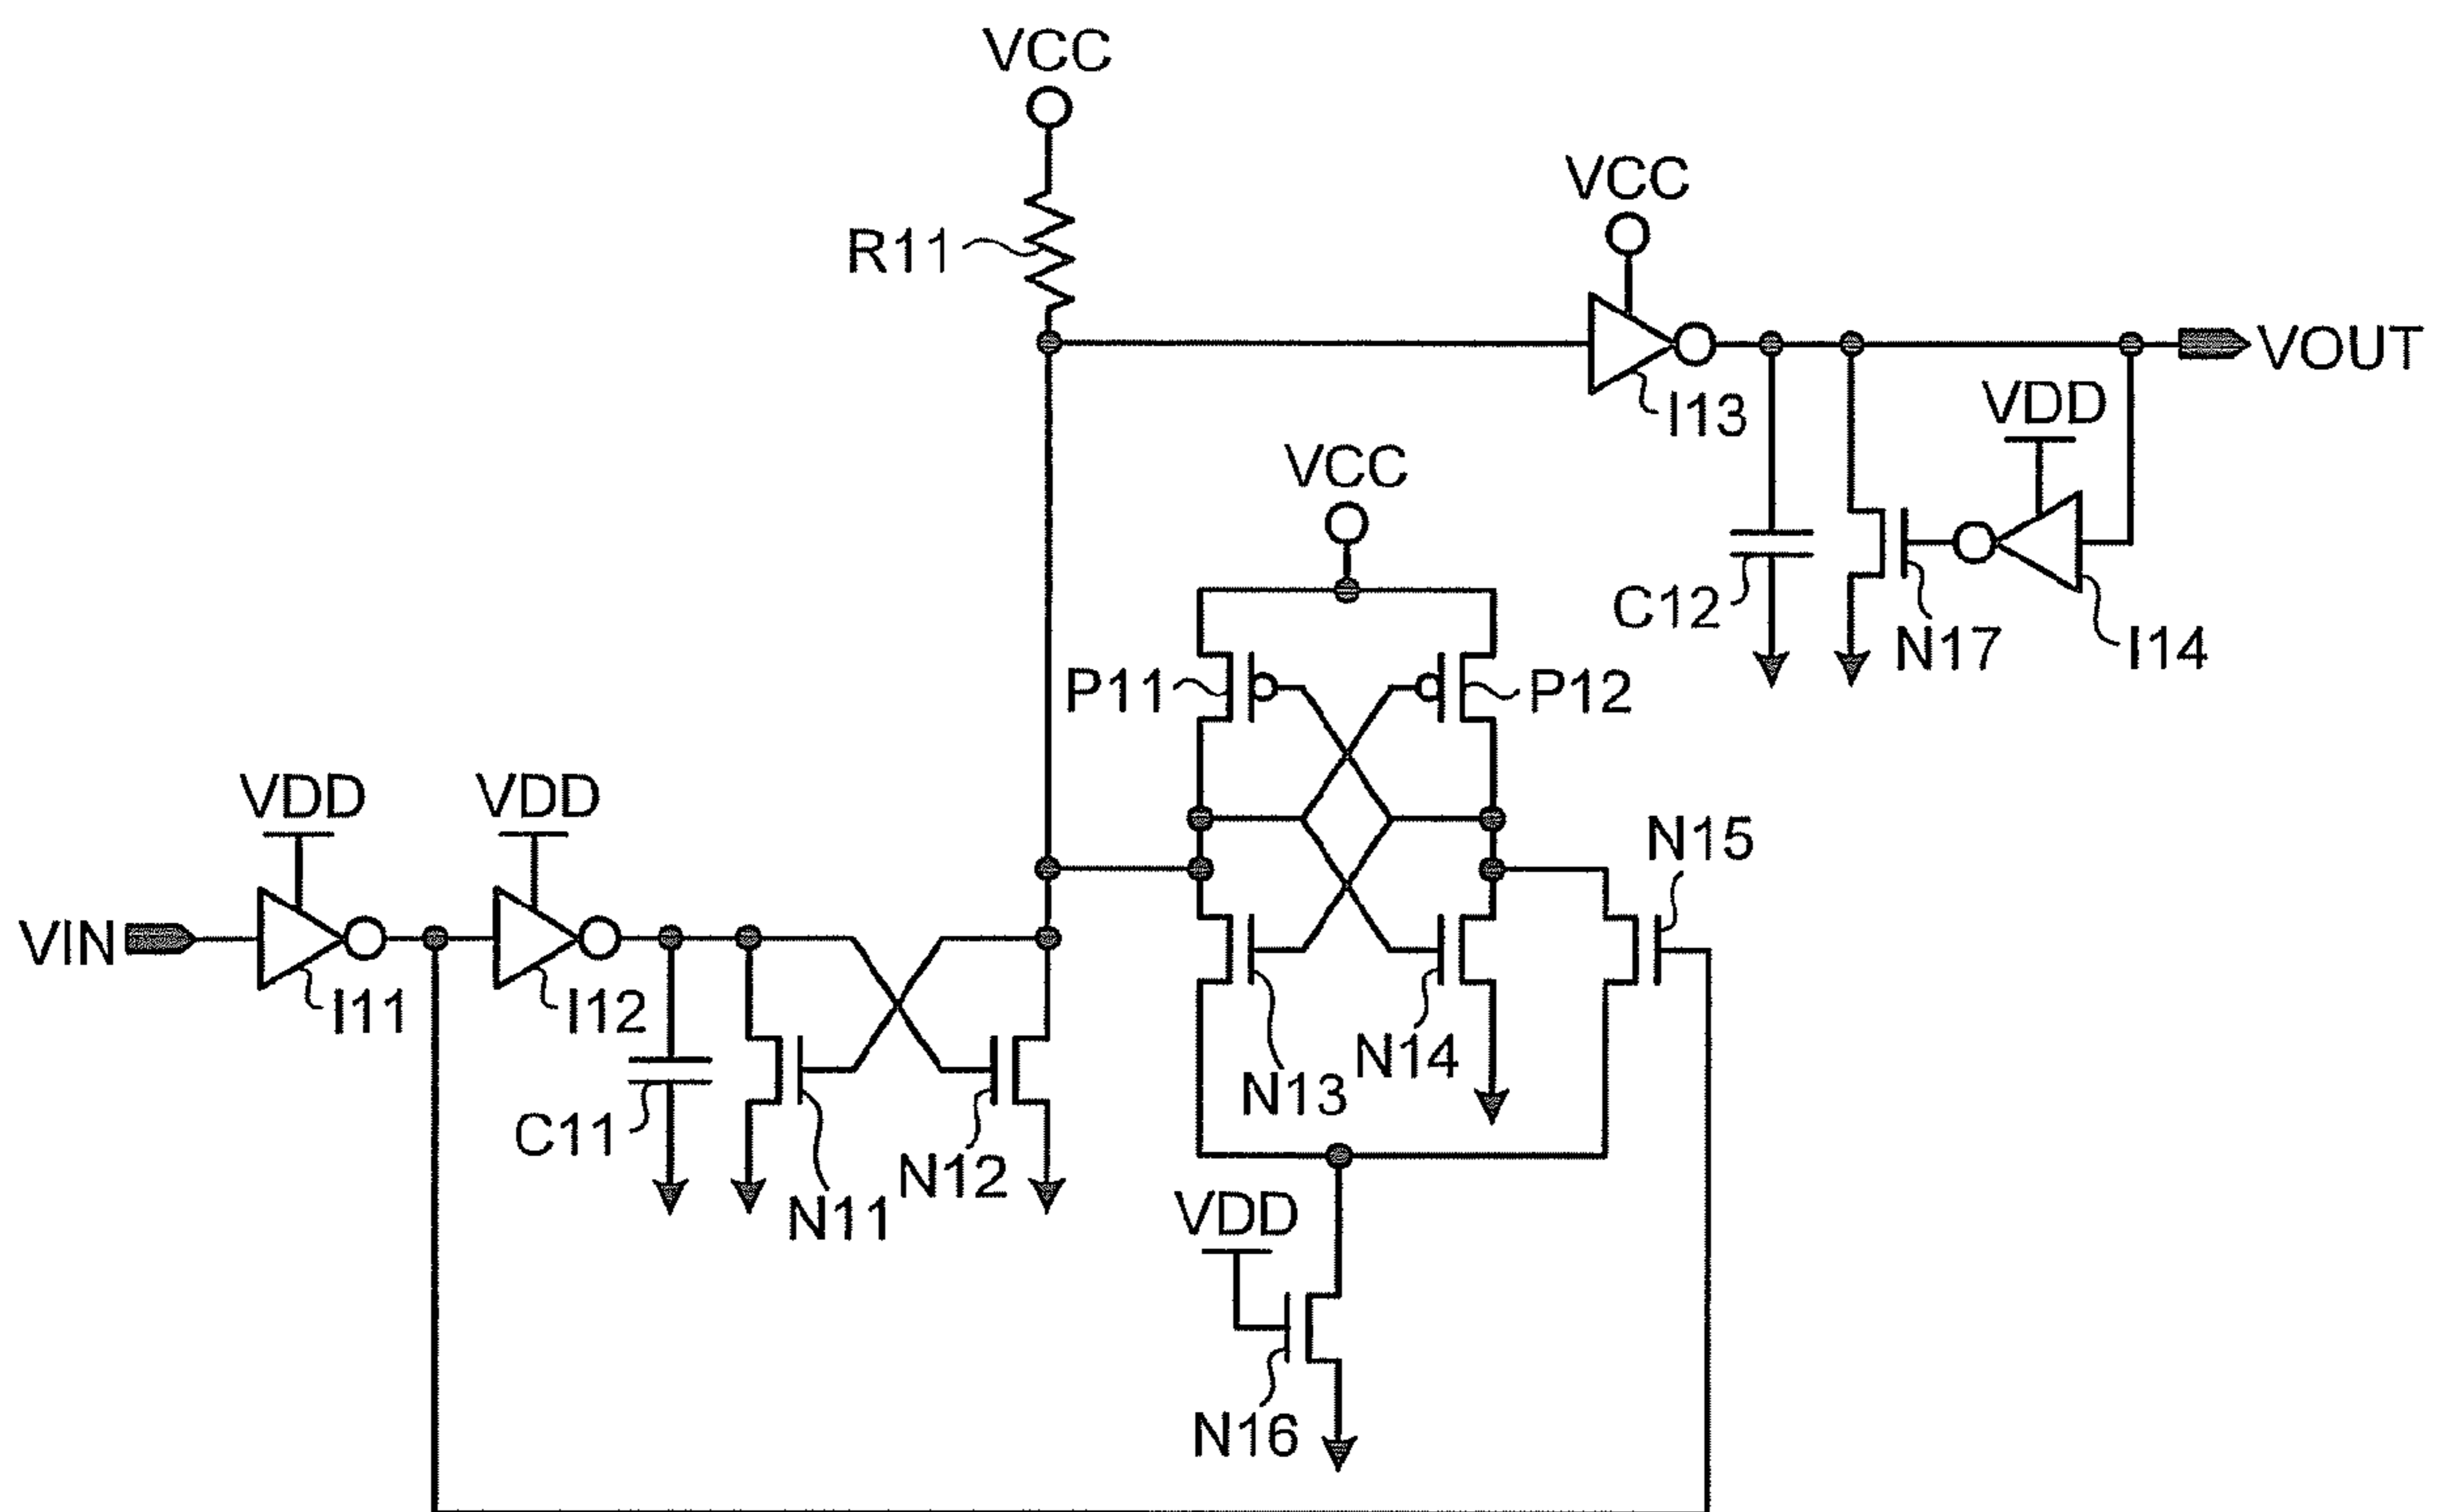 VCC
R11
VCC
I13
VOUT
VDD
C12
N17
I14
VCC
P11
P12
VDD
VDD
N15
VIN
I11
I12
C11
N11
N12
N13
N14
VDD
N16